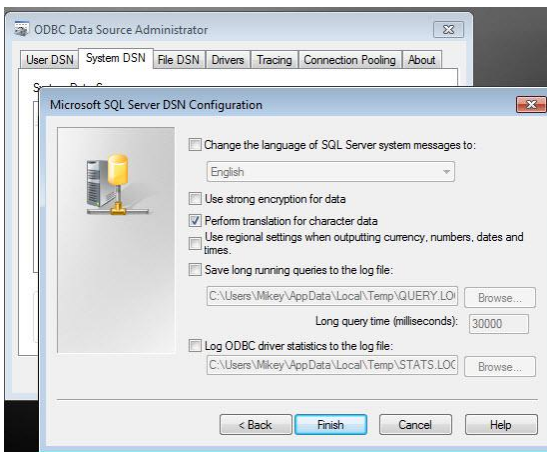 ODBC Data Source Administrator
User DSN System DSN File DSN Drivers Tracing Connection Pooling About
Microsoft SQL Server DSN Configuration
Change the language of SQL Server system messages to:
English
Use strong encryption for data
Perform translation for character data
Use regional settings when outputting currency, numbers, dates and
times.
Save long running queries to the log file:
C:\Users\Mikey\AppData\Local\Temp\QUERY.LO Browse...
Long query time (milliseconds): 30000
Log ODBC driver statistics to the log file:
C:\Users\Mikey\AppData\Local\Temp\STATS.LOG Browse...
< Back Finish Cancel Help